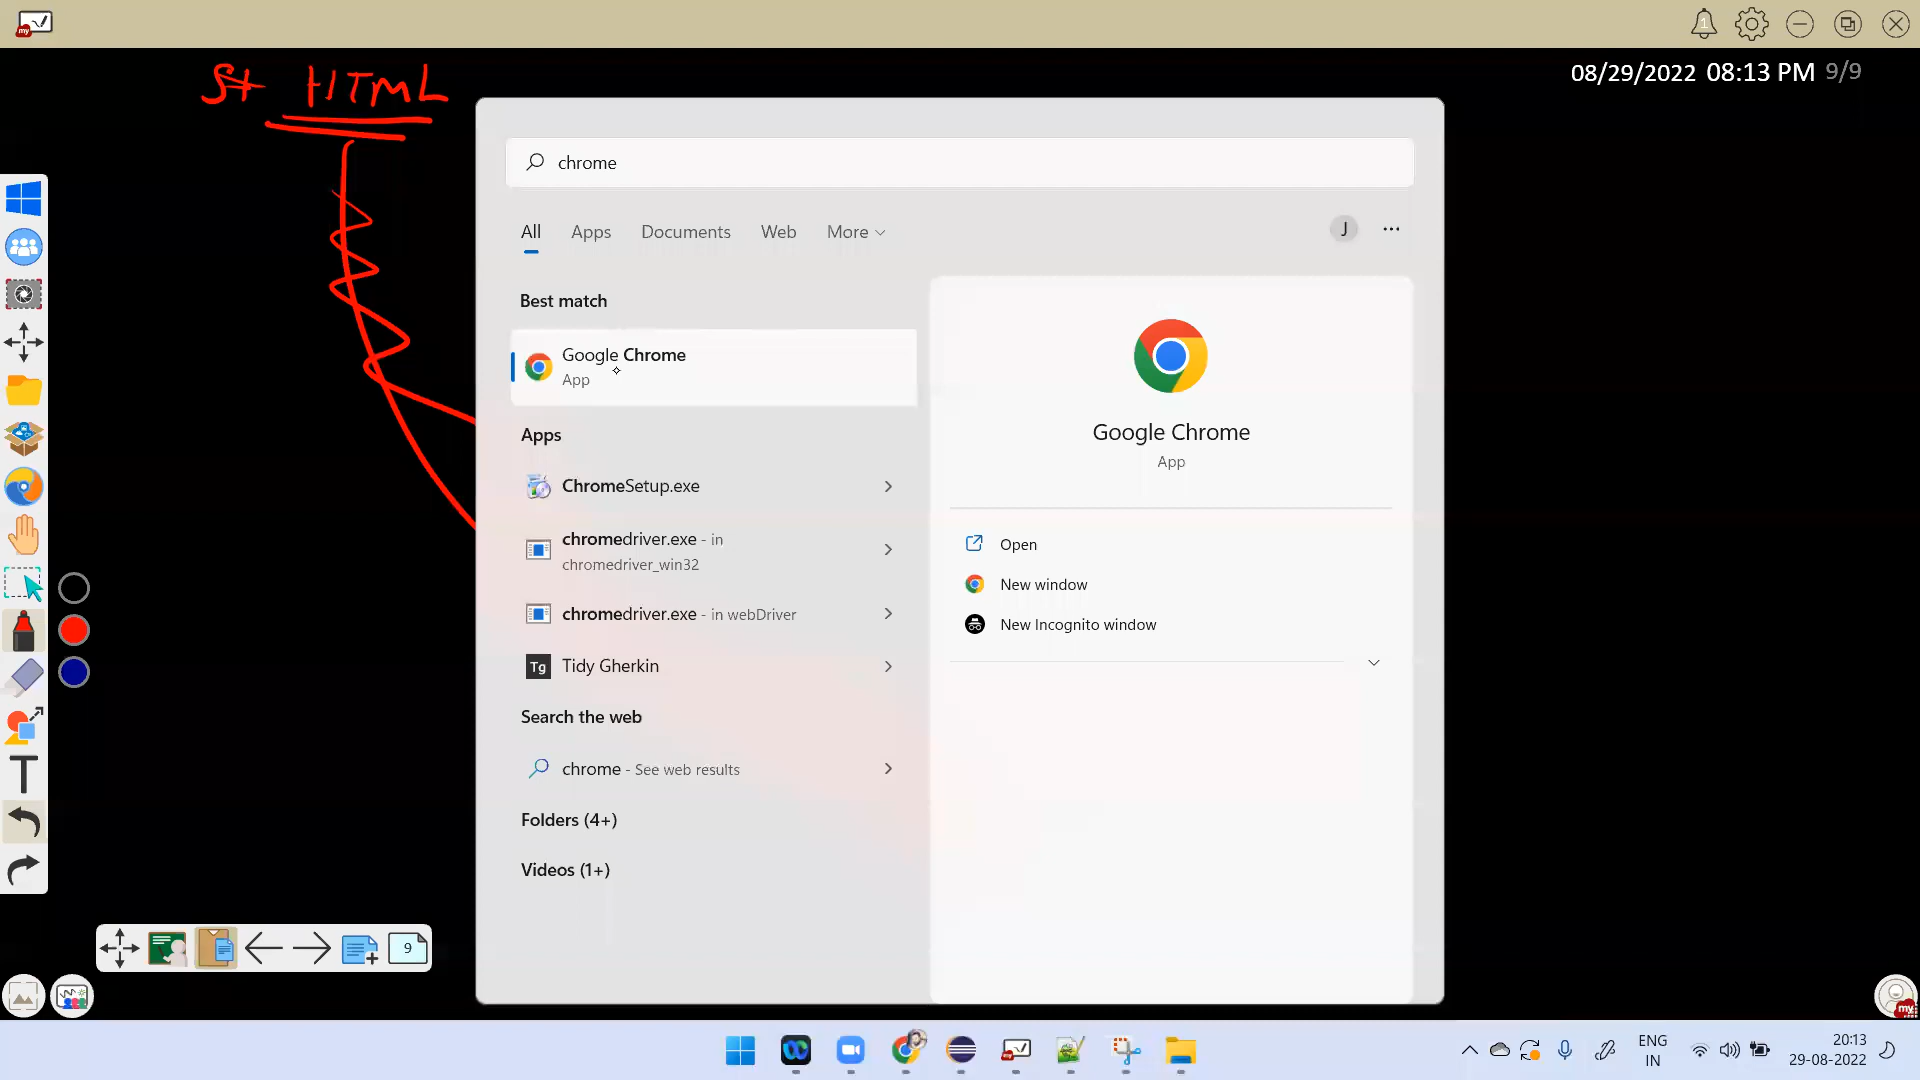 my
1
08/29/2022 08:13 PM 9/9
St HTML
chrome
All Apps Documents Web More
J
Best match
Google Chrome
App
Apps
ChromeSetup.exe
chromedriver.exe - in
chromedriver_win32
chromedriver.exe - in webDriver
Tg Tidy Gherkin
Search the web
chrome - See web results
Folders (4+)
Videos (1+)
Google Chrome
App
Open
New window
New Incognito window
T
9
my
ENG
IN
20:13
29-08-2022